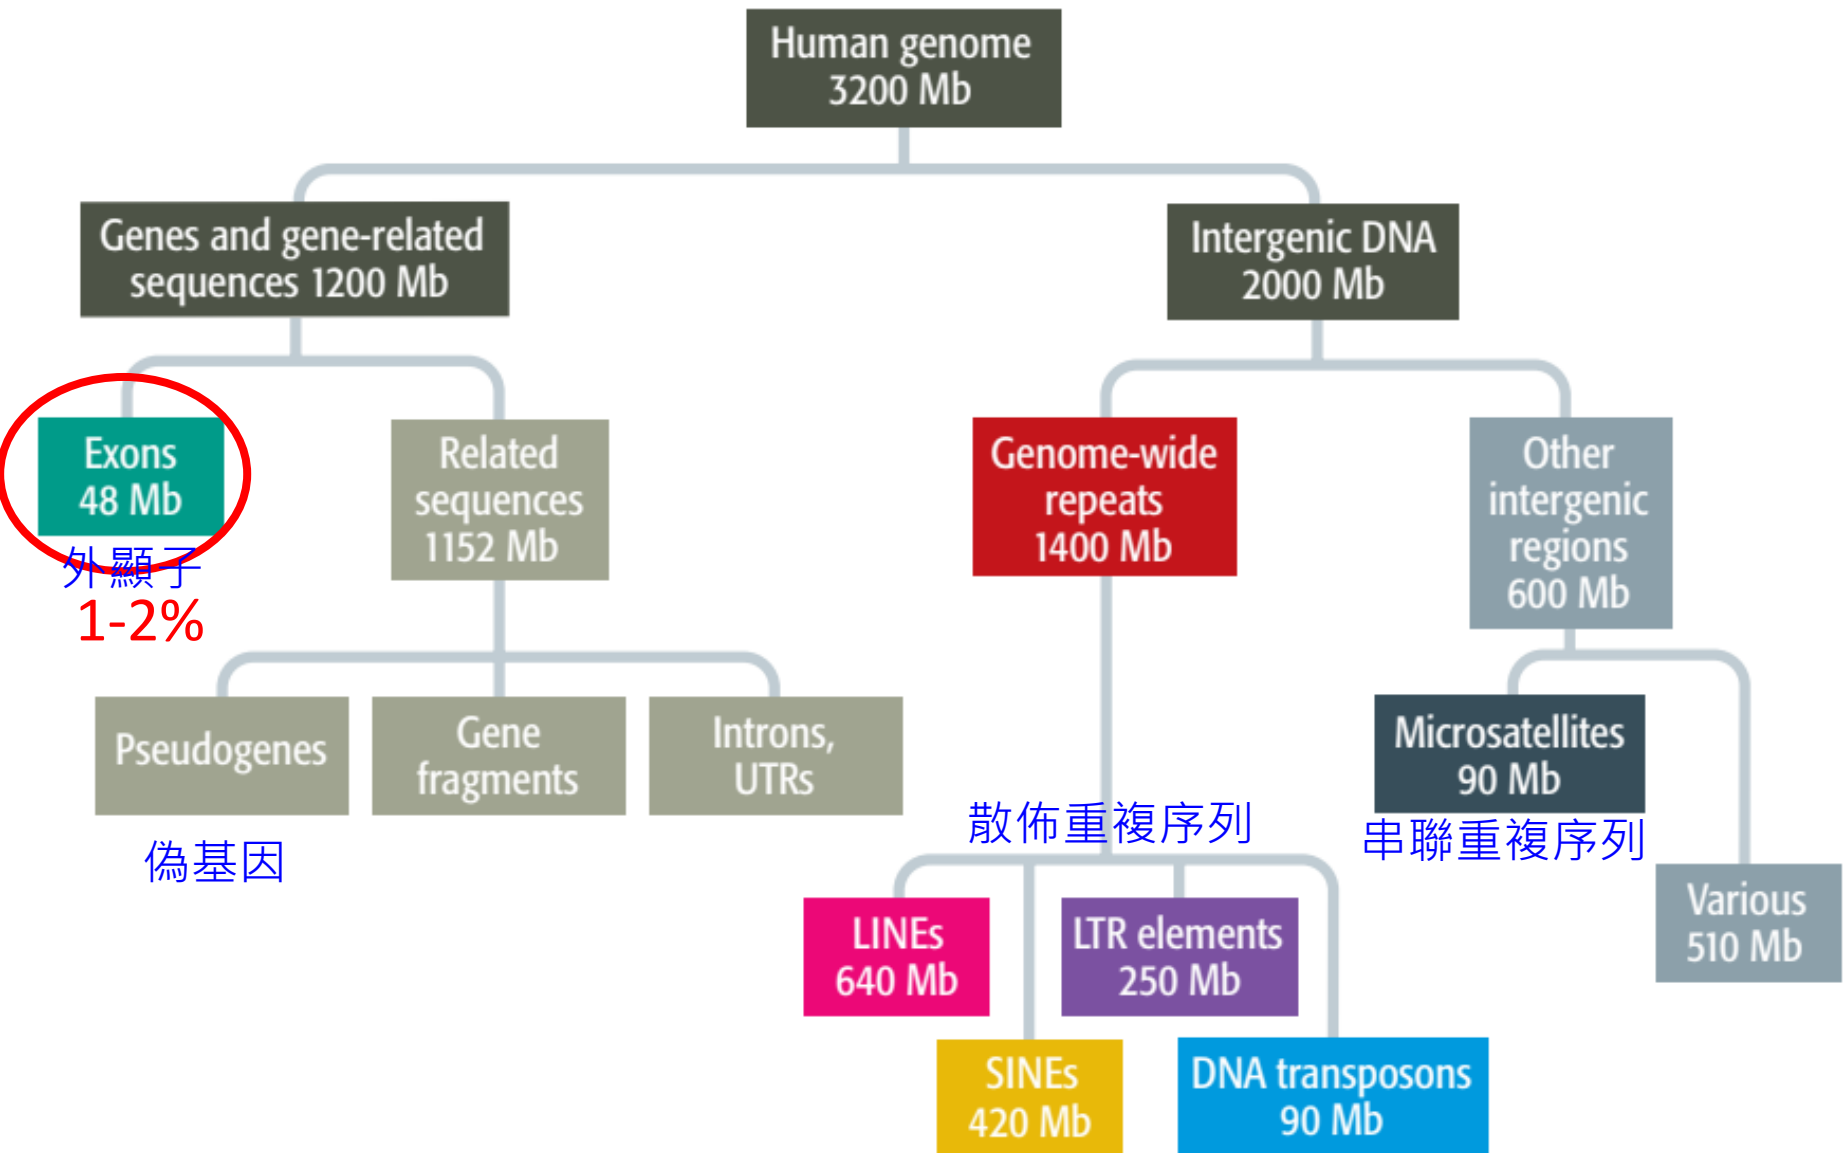 Human genome
3200 Mb
Genes and gene-related
sequences 1200 Mb
Intergenic DNA
2000 Mb
Exons
48 Mb
外顯子
1-2%
Related
sequences
1152 Mb
Genome-wide
repeats
1400 Mb
Other
intergenic
regions
600 Mb
Pseudogenes
偽基因
Gene
fragments
Introns,
UTRs
散佈重複序列
Microsatellites
90 Mb
串聯重複序列
LINEs
640 Mb
LTR elements
250 Mb
Various
510 Mb
SINEs
420 Mb
DNA transposons
90 Mb